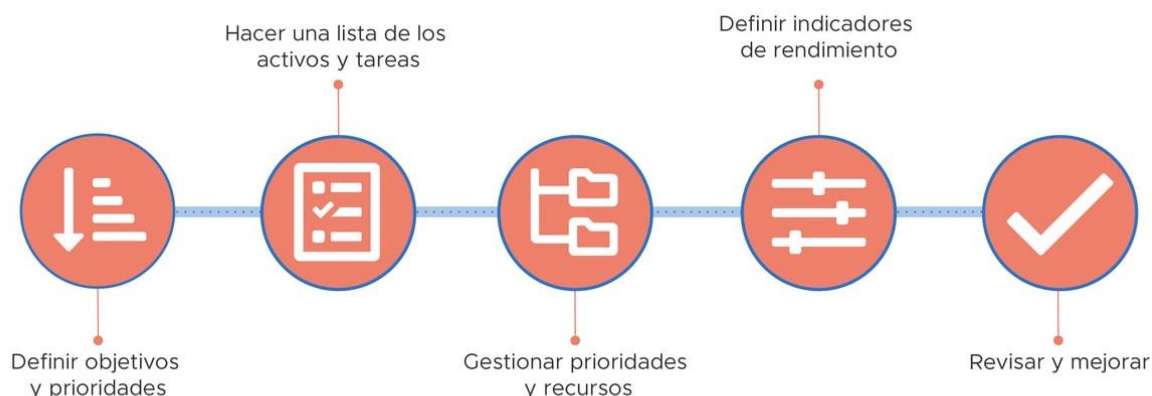 Hacer una lista de los
activos y tareas
Definir indicadores
de rendimiento
Definir objetivos
y prioridades
Gestionar prioridades
y recursos
Revisar y mejorar